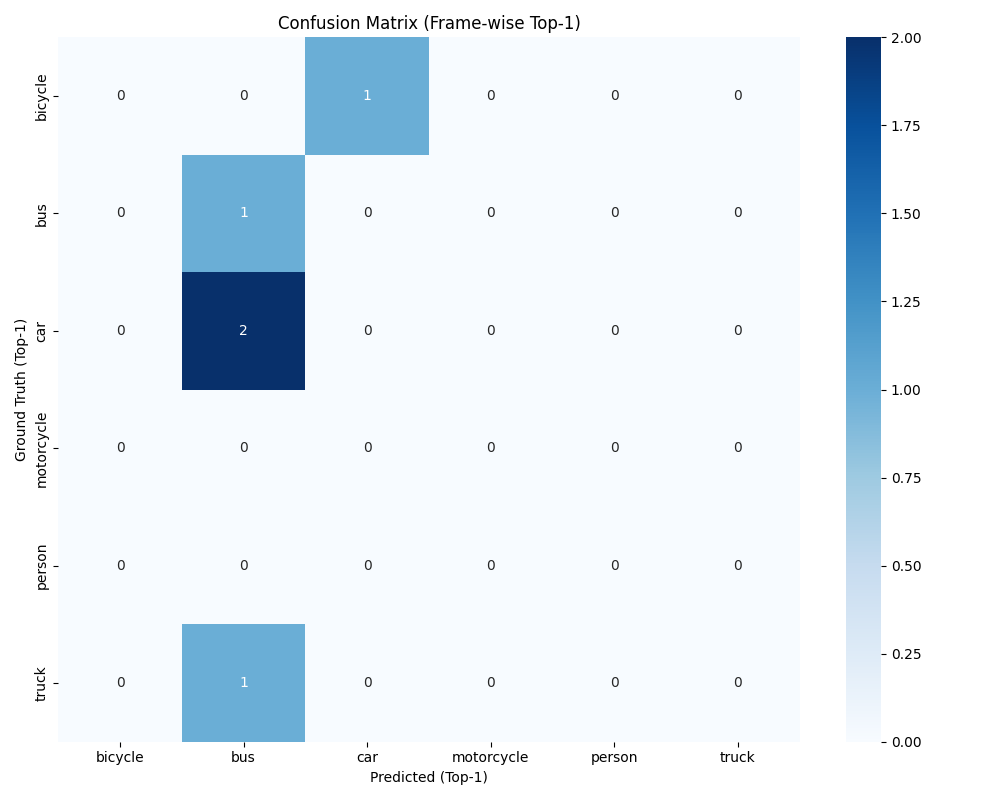 Confusion Matrix (Frame-wise Top-1)
bicycle 0 0 1 0 0 0
bus 0 1 0 0 0 0
car 0 2 0 0 0 0
motorcycle 0 0 0 0 0 0
person 0 0 0 0 0 0
truck 0 1 0 0 0 0
bicycle bus car motorcycle person truck
Predicted (Top-1)
Ground Truth (Top-1)
2.00
1.75
1.50
1.25
1.00
0.75
0.50
0.25
0.00